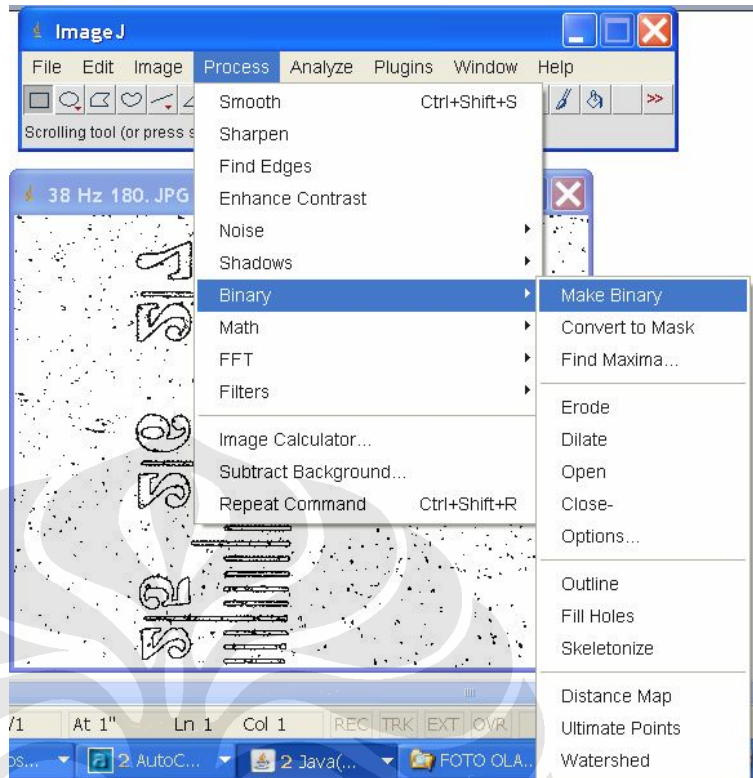 ImageJ
File Edit Image Process Analyze Plugins Window Help
Scrolling tool (or press s
38 Hz 180.JPG
Smooth Ctrl+Shift+S
Sharpen
Find Edges
Enhance Contrast
Noise
Shadows
Binary
Math
FFT
Filters
Image Calculator...
Subtract Background...
Repeat Command Ctrl+Shift+R
Make Binary
Convert to Mask
Find Maxima...
Erode
Dilate
Open
Close-
Options...
Outline
Fill Holes
Skeletonize
Distance Map
Ultimate Points
Watershed
51
56
52
/1 At 1" Ln 1 Col 1 REC TRK EXT OVR
2 AutoC... 2 Java(... FOTO OLA..